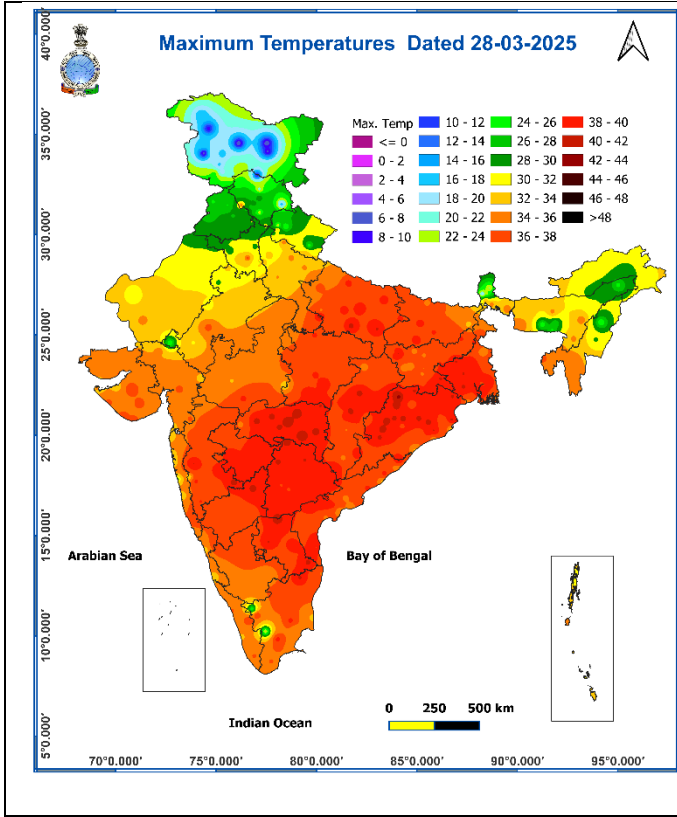 Maximum Temperatures Dated 28-03-2025
Max. Temp
<= 0
0 - 2
2 - 4
4 - 6
6 - 8
8 - 10
10 - 12
12 - 14
14 - 16
16 - 18
18 - 20
20 - 22
22 - 24
24 - 26
26 - 28
28 - 30
30 - 32
32 - 34
34 - 36
36 - 38
38 - 40
40 - 42
42 - 44
44 - 46
46 - 48
>48
40°0.000'
35°0.000'
30°0.000'
25°0.000'
20°0.000'
15°0.000'
10°0.000'
5°0.000'
Arabian Sea
Bay of Bengal
Indian Ocean
0 250 500 km
70°0.000' 75°0.000' 80°0.000' 85°0.000' 90°0.000' 95°0.000'